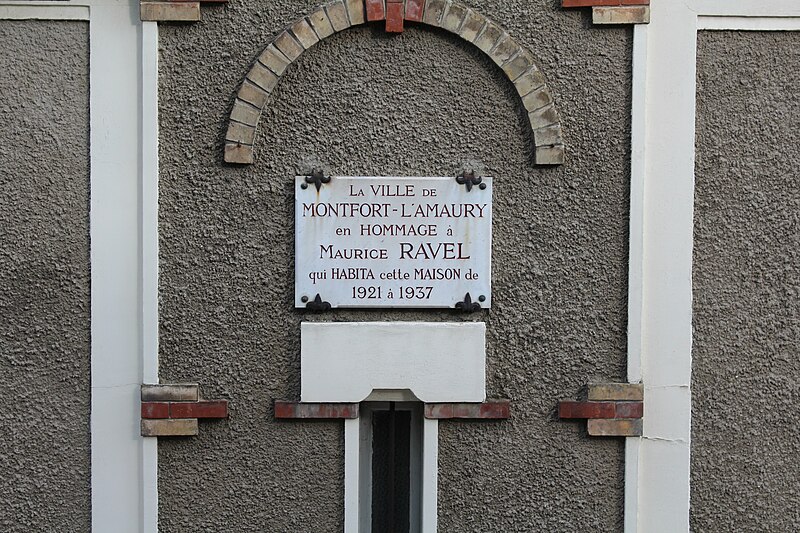 LA VILLE DE
MONTFORT-L'AMAURY
en HOMMAGE à
MAURICE RAVEL
qui HABITA cette MAISON de
1921 à 1937